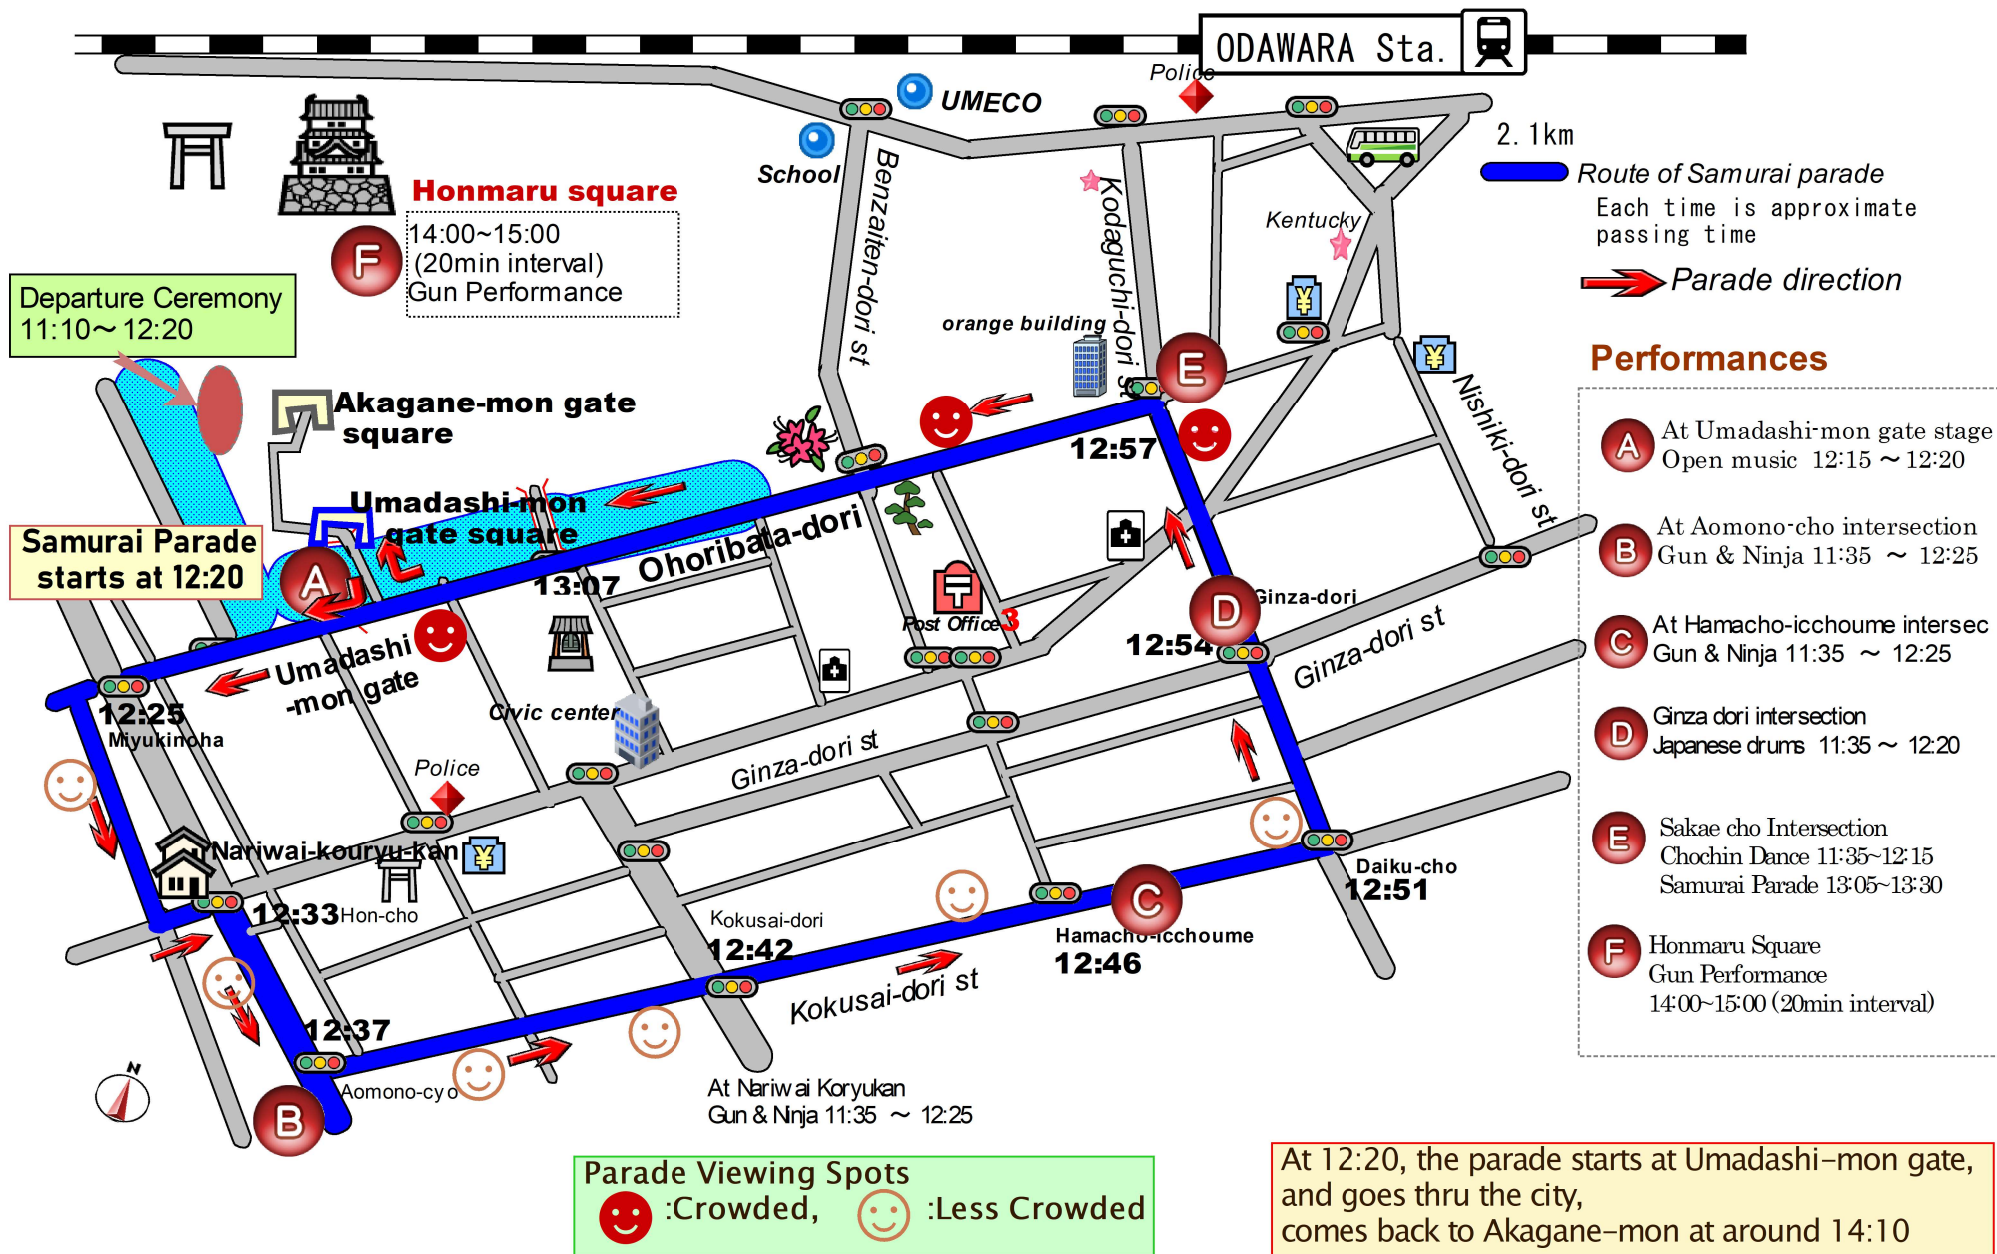 ODAWARA Sta.
Police
UMECO
School
2.1km
Route of Samurai parade
Each time is approximate
passing time
Parade direction
Honmaru square
F
14:00~15:00
(20min interval)
Gun Performance
Benzaiten-dori st
Kodaguchi-dori st
Kentucky
¥
¥
Nishiki-dori st
Departure Ceremony
11:10～12:20
orange building
E
Akagane-mon gate
square
12:57
Umadashi-mon
gate square
Samurai Parade
starts at 12:20
A
13:07
Ohoribata-dori
Post Office
3
D
Ginza-dori
12:54
Ginza-dori st
Umadashi
-mon gate
12:25
Miyukinoha
Civic center
Ginza-dori st
Police
Nariwai-kouryu-kan
¥
12:33
Hon-cho
Kokusai-dori
12:42
C
Hamacho-icchoume
12:46
Daiku-cho
12:51
Kokusai-dori st
12:37
Aomono-cyo
B
N
At Nariwai Koryukan
Gun & Ninja 11:35 ～ 12:25
Performances
A
At Umadashi-mon gate stage
Open music 12:15 ～ 12:20
B
At Aomono-cho intersection
Gun & Ninja 11:35 ～ 12:25
C
At Hamacho-icchoume intersec
Gun & Ninja 11:35 ～ 12:25
D
Ginza dori intersection
Japanese drums 11:35 ～ 12:20
E
Sakae cho Intersection
Chochin Dance 11:35~12:15
Samurai Parade 13:05~13:30
F
Honmaru Square
Gun Performance
14:00~15:00 (20min interval)
Parade Viewing Spots
:Crowded, :Less Crowded
At 12:20, the parade starts at Umadashi-mon gate,
and goes thru the city,
comes back to Akagane-mon at around 14:10